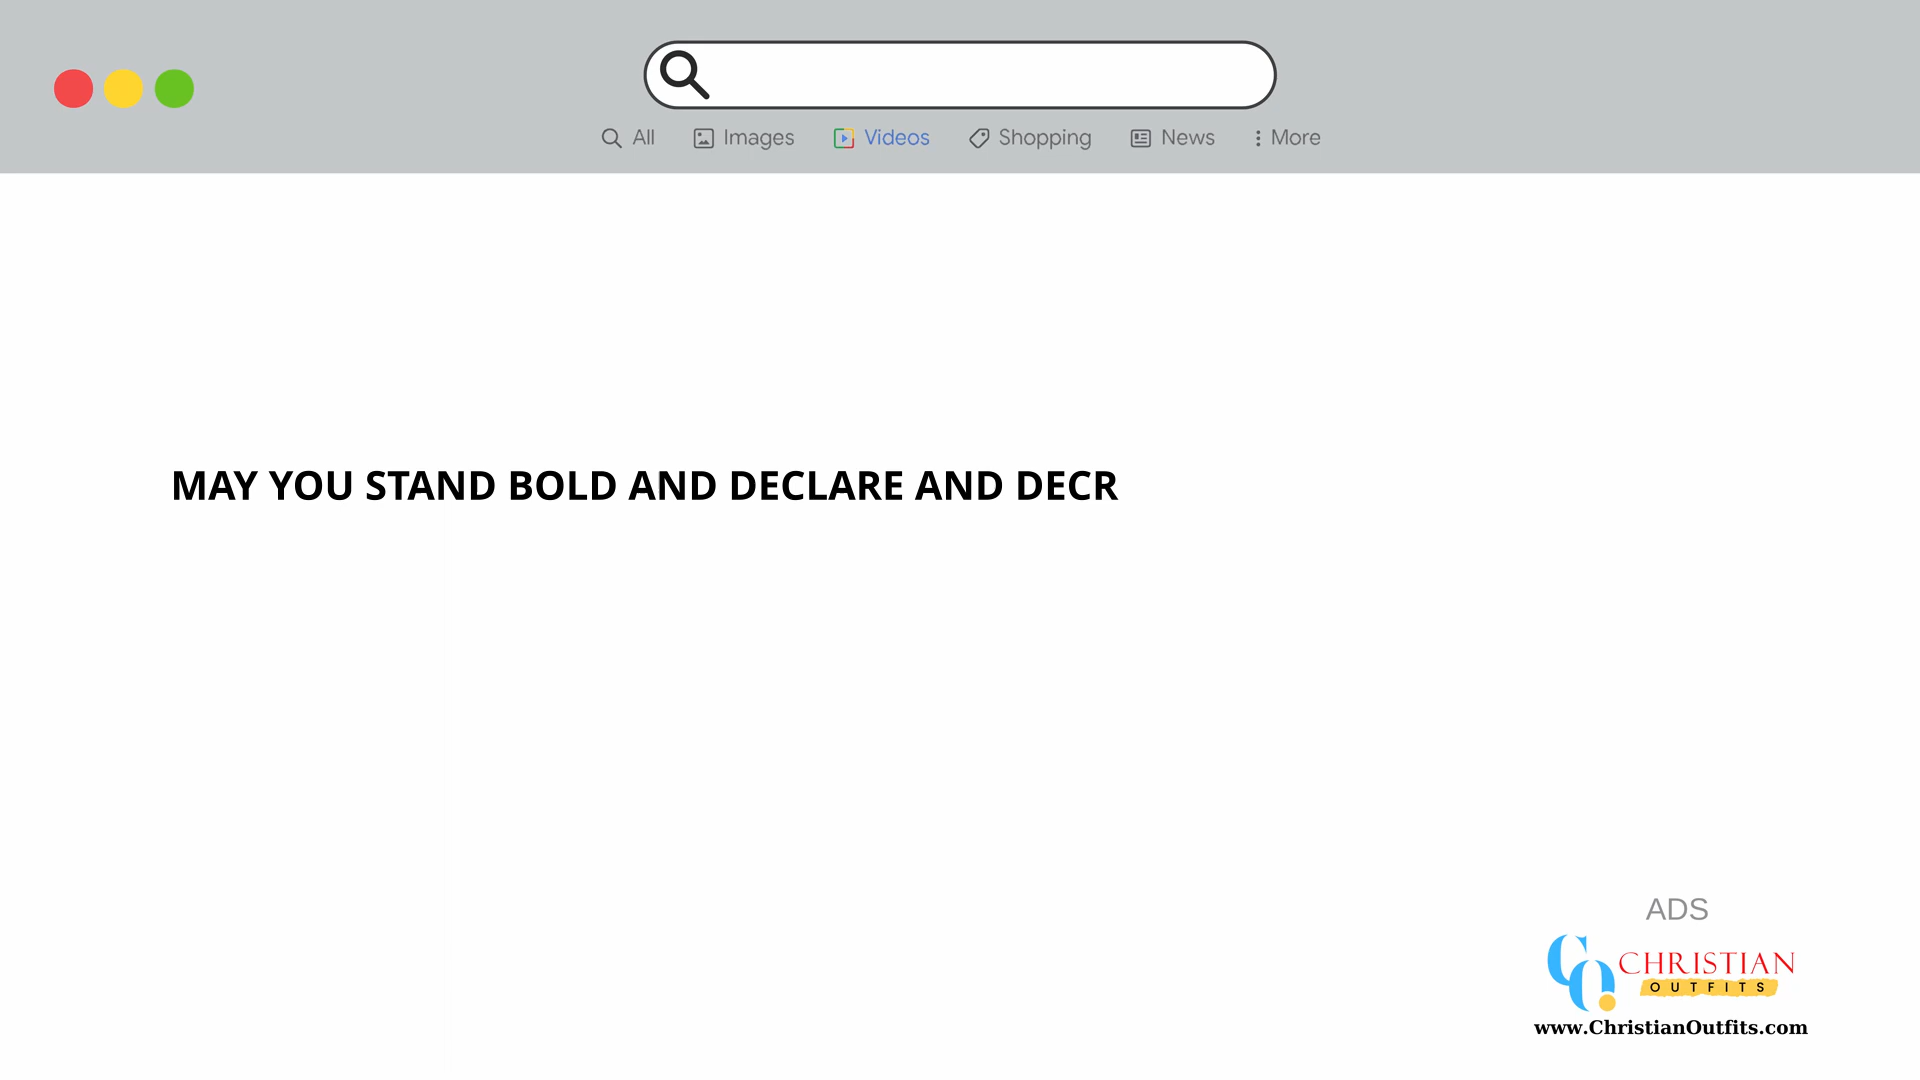 All Images Videos Shopping News More
MAY YOU STAND BOLD AND DECLARE AND DECR
ADS
CO
CHRISTIAN
OUTFITS
www.ChristianOutfits.com